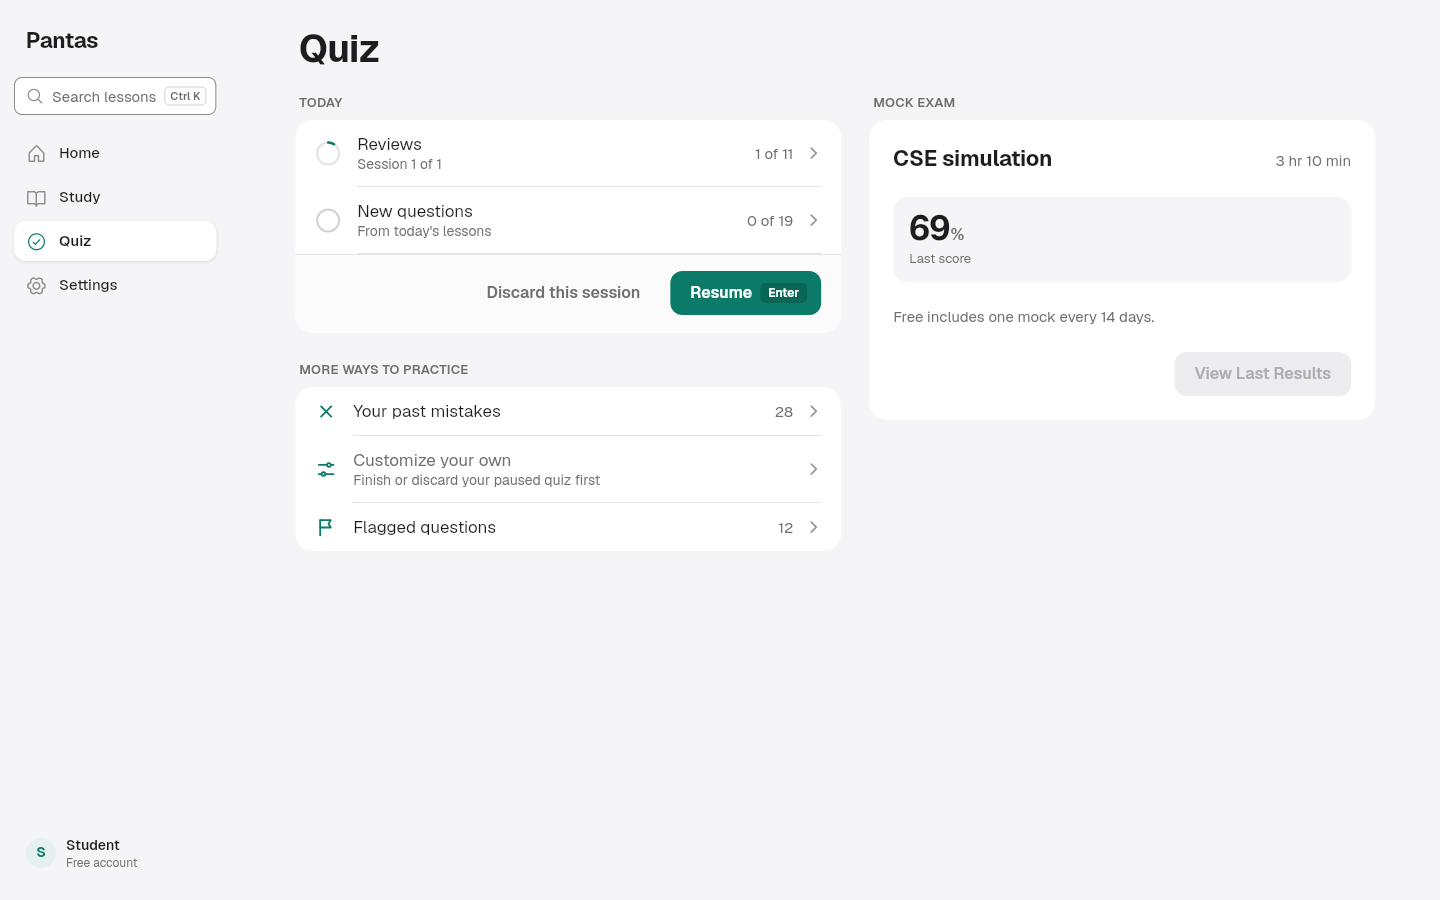 Pantas
Search lessons
Ctrl K
Home
Study
Quiz
Settings
Student
S
Free account
Quiz
TODAY
Reviews
Session 1 of 1
1 of 11
New questions
From today's lessons
0 of 19
Discard this session
Resume
Enter
MORE WAYS TO PRACTICE
Your past mistakes
28
Customize your own
Finish or discard your paused quiz first
Flagged questions
12
MOCK EXAM
CSE simulation
3 hr 10 min
69%
Last score
Free includes one mock every 14 days.
View Last Results